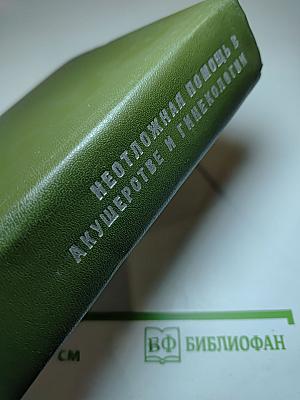 НЕОТЛОЖНАЯ ПОМОЩЬ В
АКУШЕРСТВЕ И ГИНЕКОЛОГИИ
СМ
ВФ БИБЛИОФАН